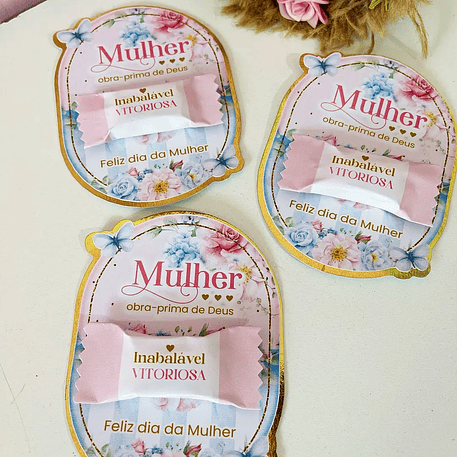 Mulher
obra-prima de Deus
Inabalável
VITORIOSA
Feliz dia da Mulher
Mulher
obra-prima de Deus
Inabalável
VITORIOSA
Feliz dia da Mulher
Mulher
obra-prima de Deus
Inabalável
VITORIOSA
Feliz dia da Mulher